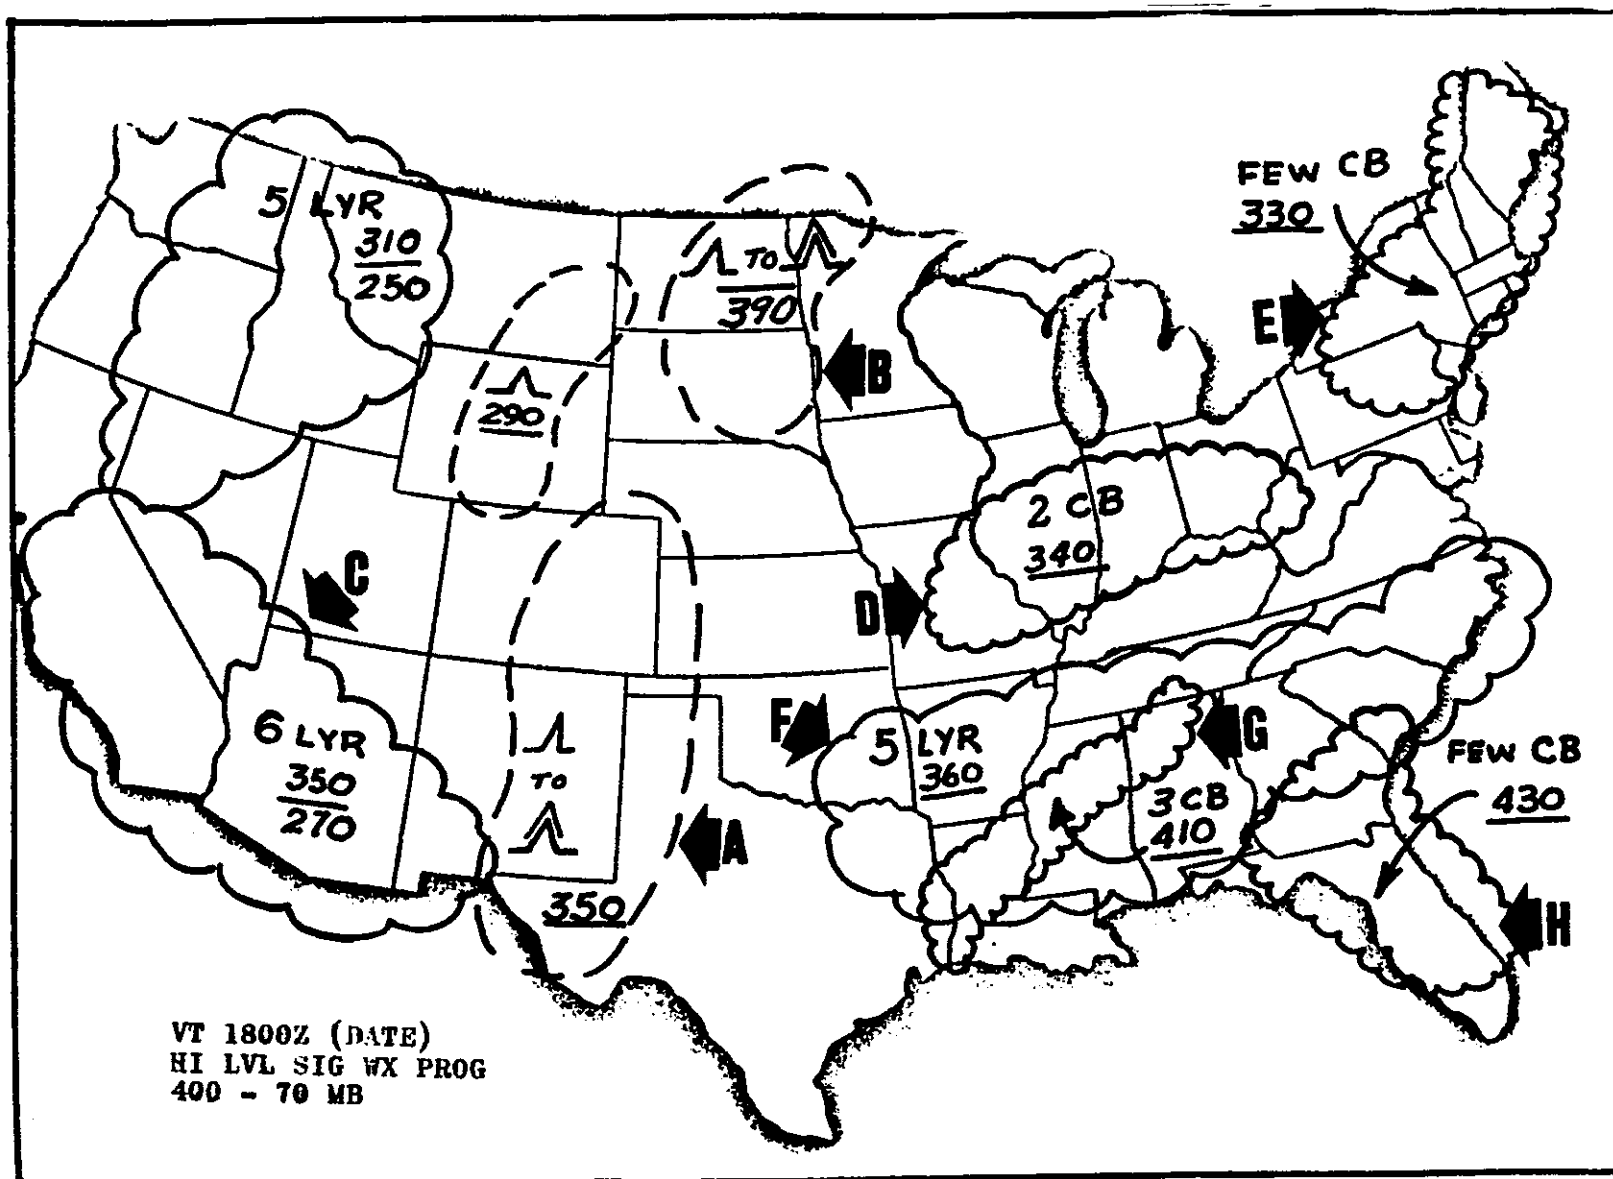 FEW CB
330
5 LYR
310
250
TO
390
E
B
290
2 CB
340
C
D
F
G
6 LYR
350
270
5 LYR
360
FEW CB
430
TO
3 CB
410
A
350
H
VT 1800Z (DATE)
HI LVL SIG WX PROG
400 - 70 MB